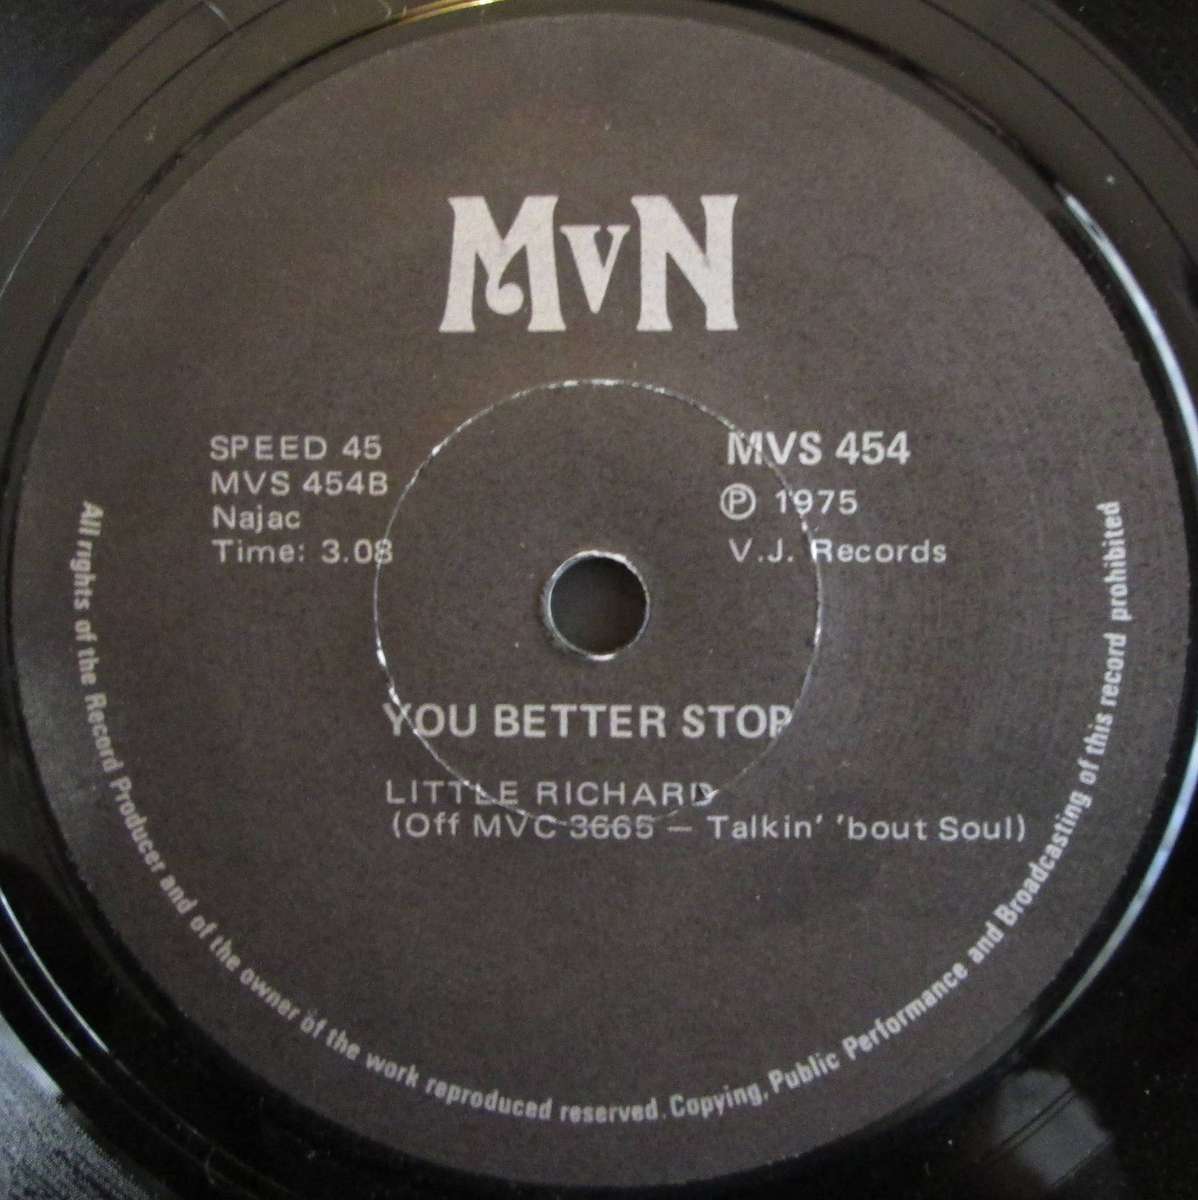 MVN
SPEED 45
MVS 454B
Najac
Time: 3.08
MVS 454
℗ 1975
V.J. Records
YOU BETTER STOP
LITTLE RICHARD
(Off MVC 3665 – Talkin' 'bout Soul)
All rights of the Record Producer and of the owner of the work reproduced reserved. Copying, Public Performance and Broadcasting of this record prohibited